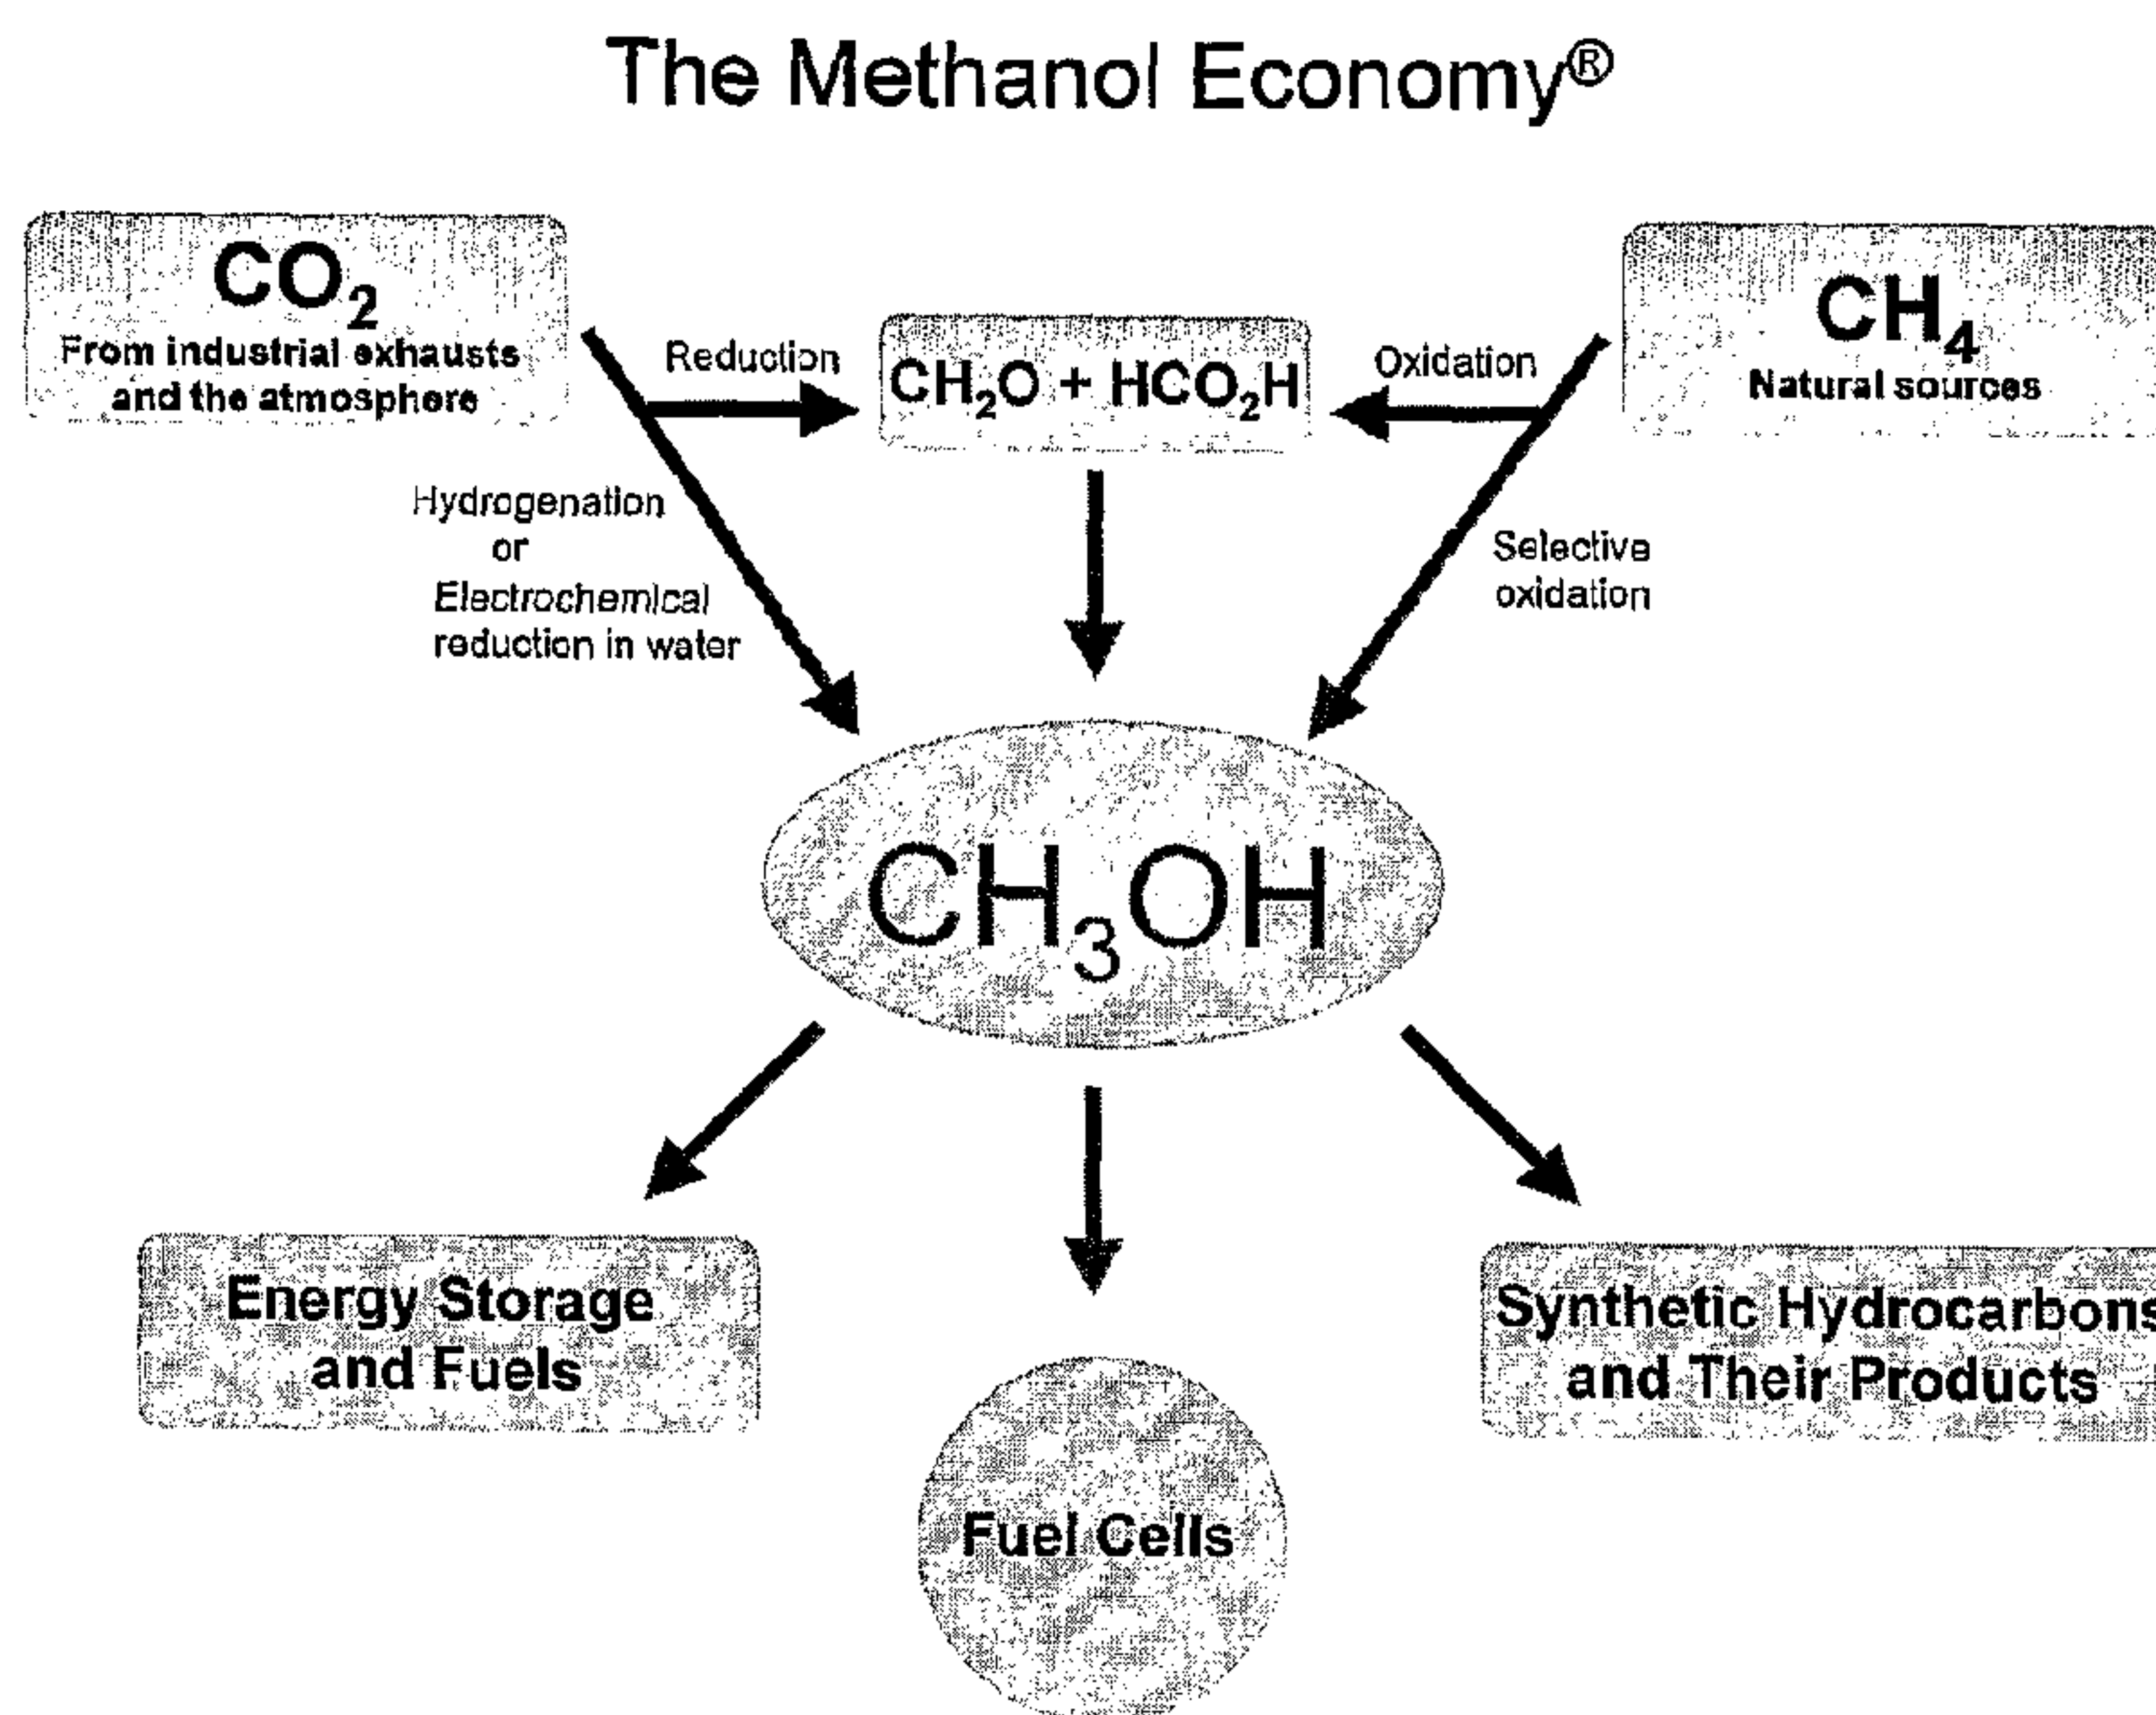 The Methanol Economy®
CO₂
From industrial exhausts
and the atmosphere
Reduction
CH₂O + HCO₂H
Oxidation
CH₄
Natural sources
Hydrogenation
or
Electrochemical
reduction in water
Selective
oxidation
CH₃OH
Energy Storage
and Fuels
Fuel Cells
Synthetic Hydrocarbons
and Their Products